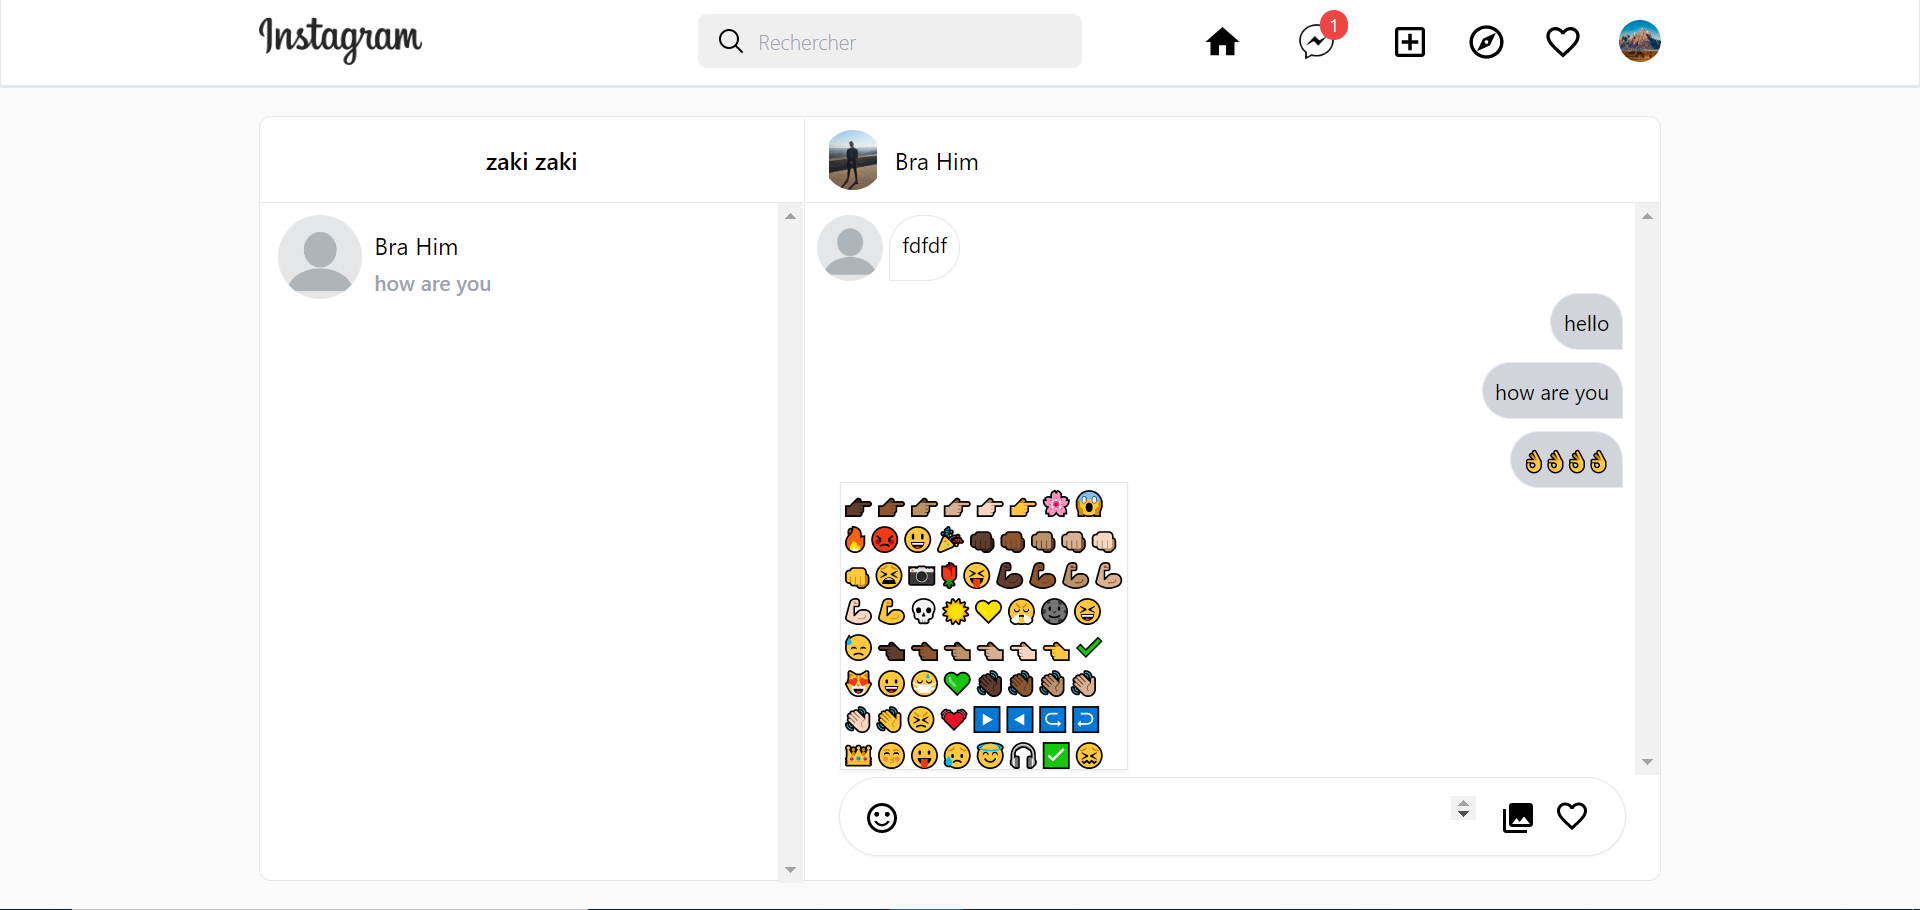 Instagram
Rechercher
1
zaki zaki
Bra Him
Bra Him
how are you
fdfdf
hello
how are you
👌👌👌👌